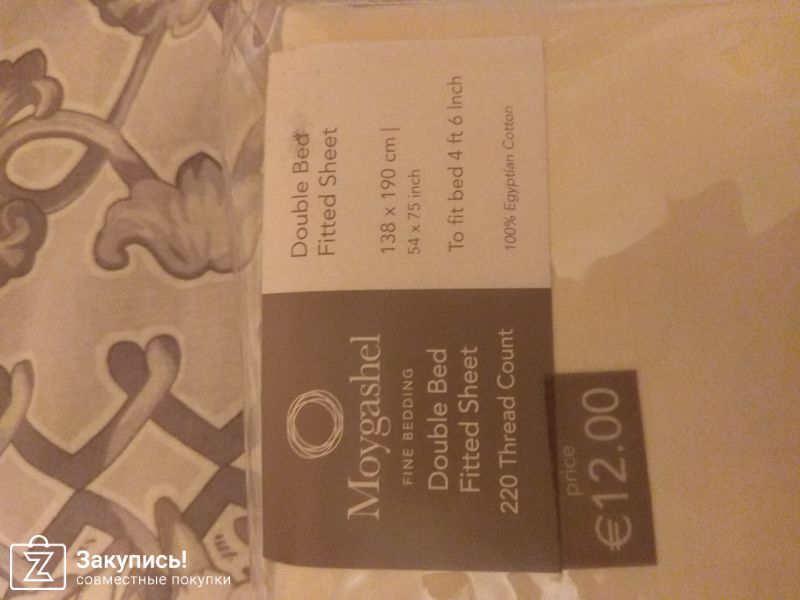 Moygashel
FINE BEDDING
Double Bed
Fitted Sheet
220 Thread Count
Double Bed
Fitted Sheet
138 x 190 cm |
54 x 75 inch
To fit bed 4 ft 6 Inch
100% Egyptian Cotton
price
€12.00
Закупись!
совместные покупки